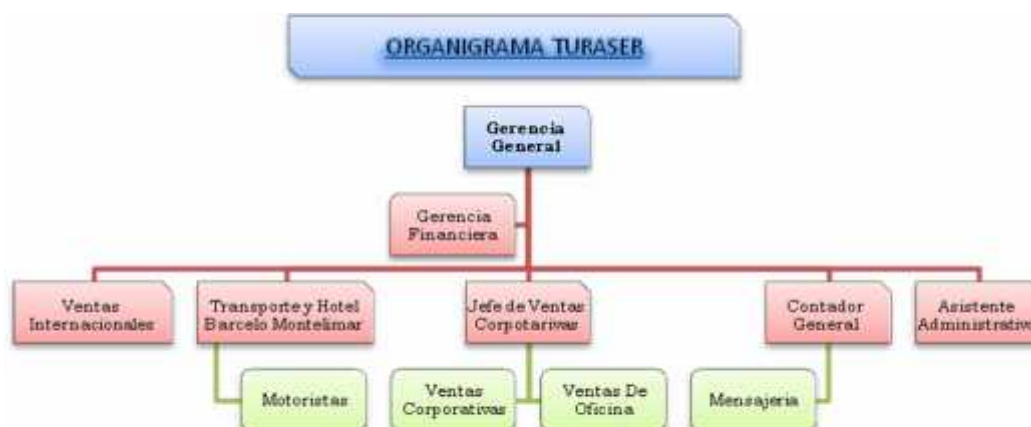 ORGANIGRAMA TURASER
Gerencia
General
Gerencia
Financiera
Ventas
Internacionales
Transporte y Hotel
Barcelo Montelimar
Jefe de Ventas
Corpotarivas
Contador
General
Asistente
Administrativo
Motoristas
Ventas
Corporativas
Ventas De
Oficina
Mensajeria